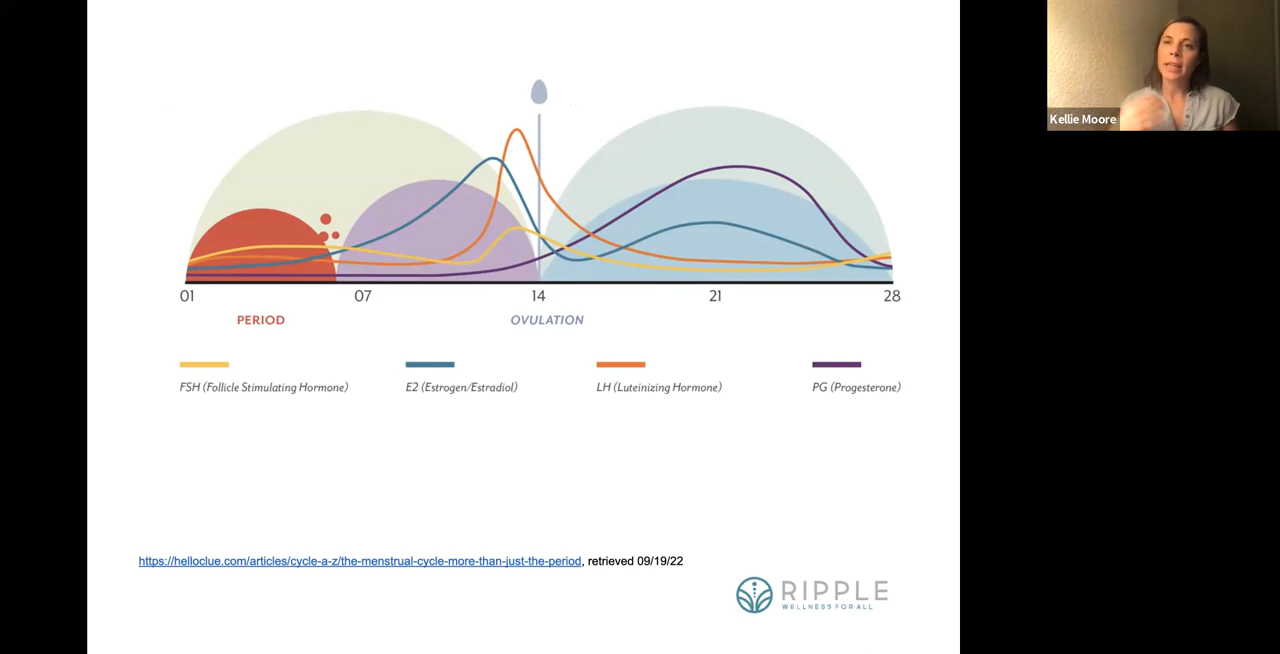 Kellie Moore
01 07 14 21 28
PERIOD OVULATION
FSH (Follicle Stimulating Hormone) E2 (Estrogen/Estradiol) LH (Luteinizing Hormone) PG (Progesterone)
https://helloclue.com/articles/cycle-a-z/the-menstrual-cycle-more-than-just-the-period, retrieved 09/19/22
RIPPLE
WELLNESS FOR ALL